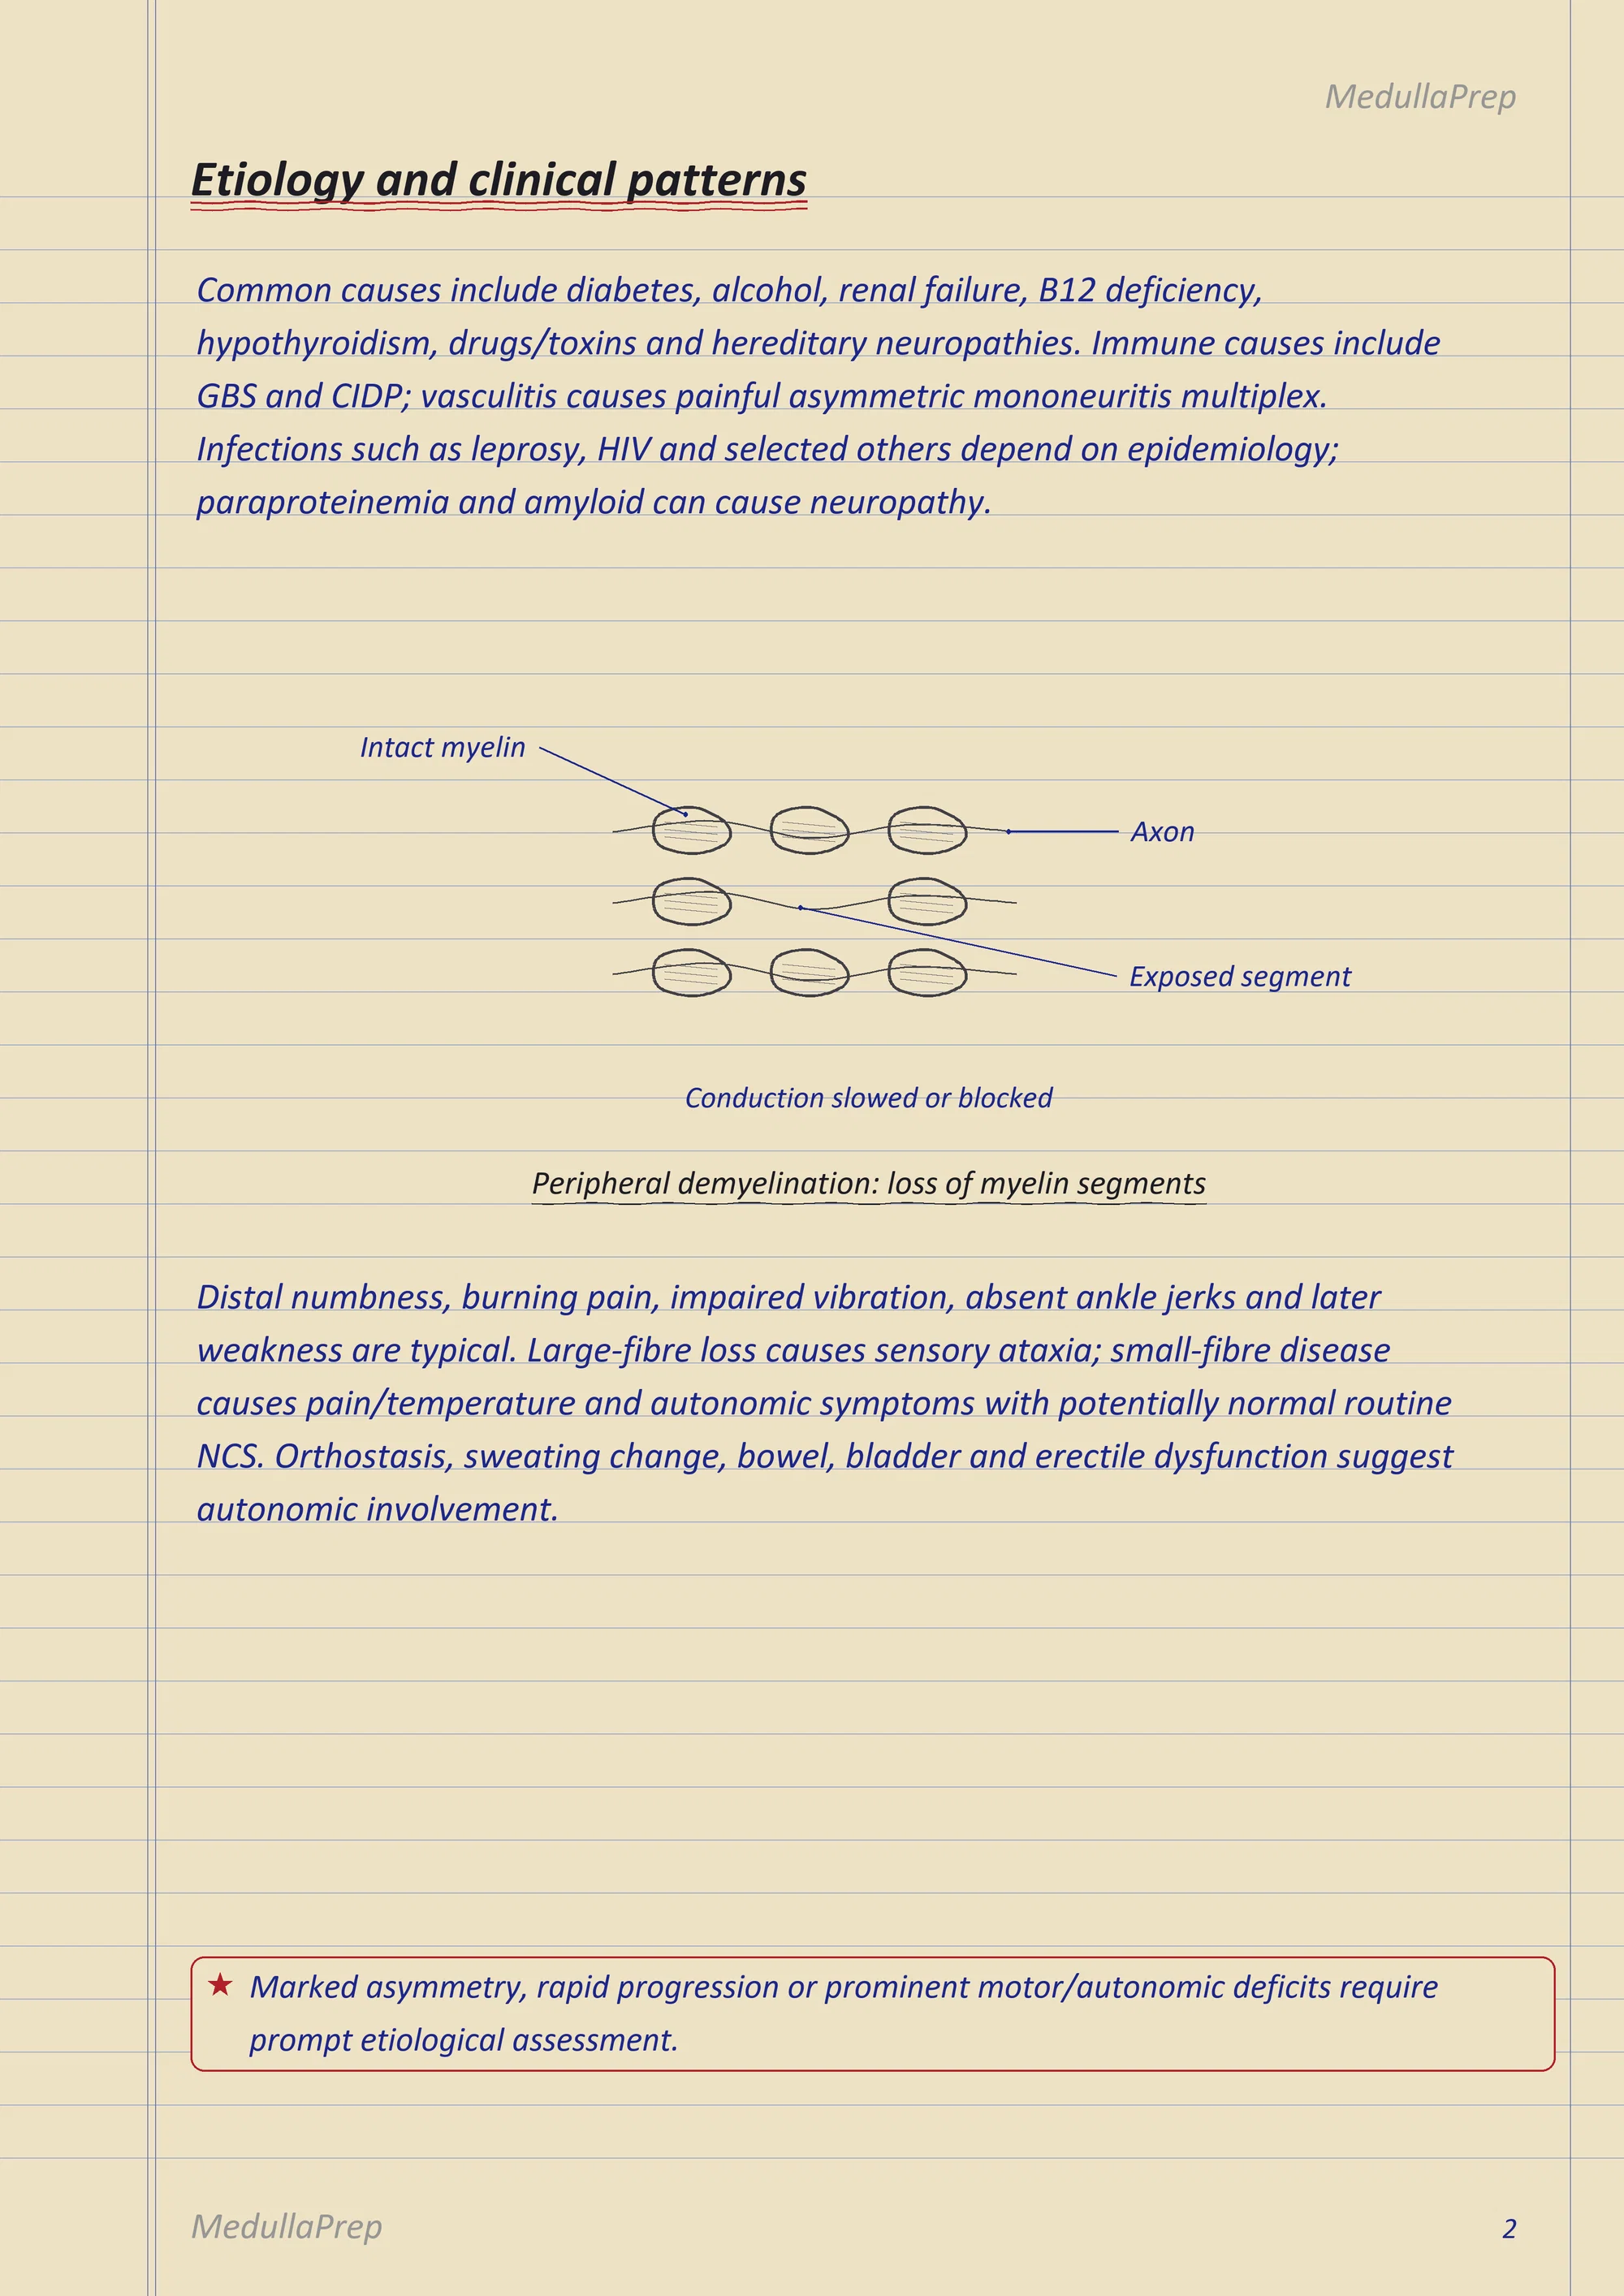 MedullaPrep
Etiology and clinical patterns
Common causes include diabetes, alcohol, renal failure, B12 deficiency,
hypothyroidism, drugs/toxins and hereditary neuropathies. Immune causes include
GBS and CIDP; vasculitis causes painful asymmetric mononeuritis multiplex.
Infections such as leprosy, HIV and selected others depend on epidemiology;
paraproteinemia and amyloid can cause neuropathy.
Intact myelin
Axon
Exposed segment
Conduction slowed or blocked
Peripheral demyelination: loss of myelin segments
Distal numbness, burning pain, impaired vibration, absent ankle jerks and later
weakness are typical. Large-fibre loss causes sensory ataxia; small-fibre disease
causes pain/temperature and autonomic symptoms with potentially normal routine
NCS. Orthostasis, sweating change, bowel, bladder and erectile dysfunction suggest
autonomic involvement.
★ Marked asymmetry, rapid progression or prominent motor/autonomic deficits require
prompt etiological assessment.
MedullaPrep
2